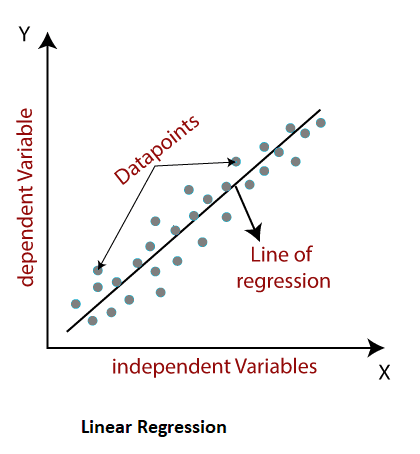 Y
dependent Variable
Datapoints
Line of
regression
independent Variables
X
Linear Regression